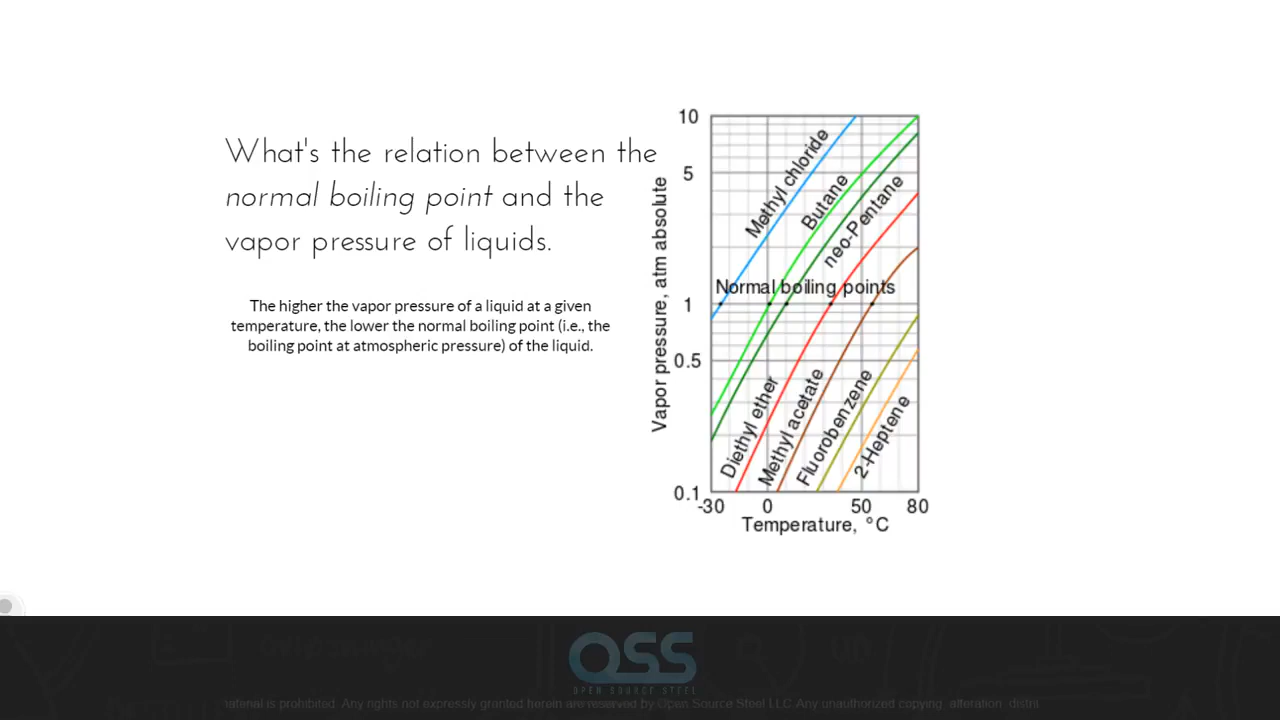 What's the relation between the
normal boiling point and the
vapor pressure of liquids.
The higher the vapor pressure of a liquid at a given
temperature, the lower the normal boiling point (i.e., the
boiling point at atmospheric pressure) of the liquid.
Vapor pressure, atm absolute
10
5
1
0.5
0.1
Methyl chloride
Butane
neo-Pentane
Normal boiling points
Diethyl ether
Methyl acetate
Fluorobenzene
2-Heptene
-30 0 50 80
Temperature, °C
OSS
OPEN SOURCE STEEL
material is prohibited. Any rights not expressly granted herein are reserved by Open Source Steel LLC. Any unauthorized copying, alteration, distri